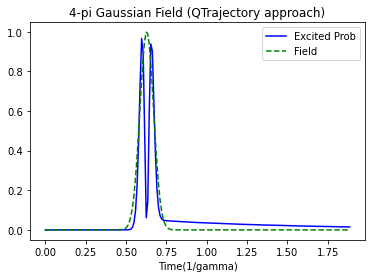 4-pi Gaussian Field (QTrajectory approach)
1.0
0.8
0.6
0.4
0.2
0.0
Excited Prob
Field
0.00 0.25 0.50 0.75 1.00 1.25 1.50 1.75
Time(1/gamma)